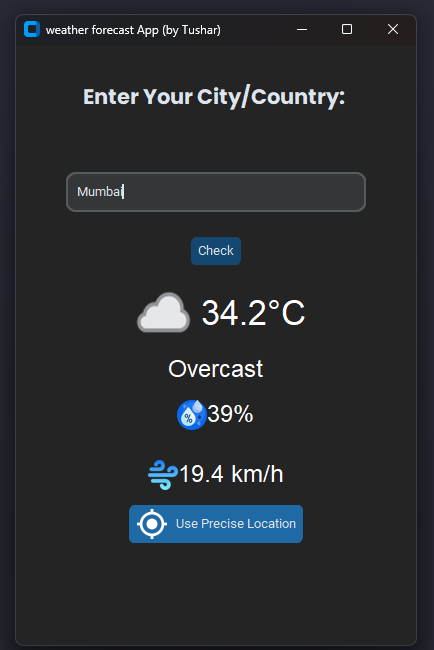 weather forecast App (by Tushar)
Enter Your City/Country:
Mumbai
Check
34.2°C
Overcast
%
39%
19.4 km/h
Use Precise Location